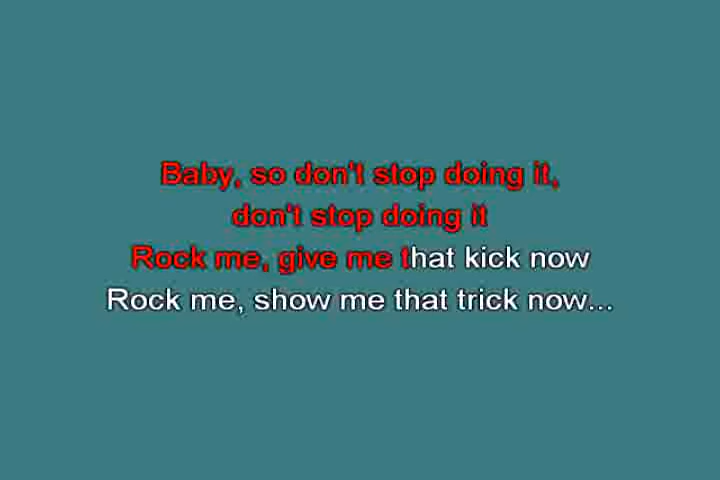 Baby, so don't stop doing it,
don't stop doing it
Rock me, give me that kick now
Rock me, show me that trick now...